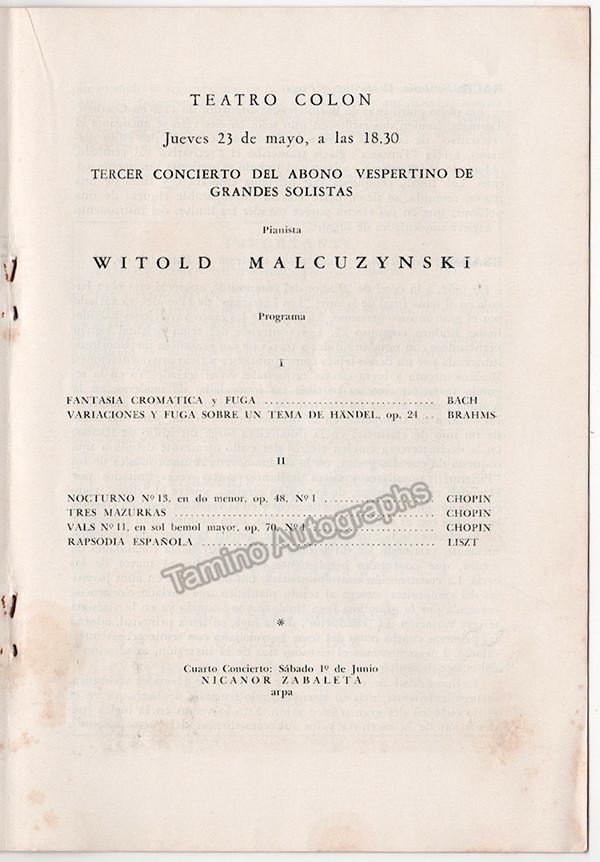 TEATRO COLON
Jueves 23 de mayo, a las 18.30
TERCER CONCIERTO DEL ABONO VESPERTINO DE
GRANDES SOLISTAS
Pianista
WITOLD MALCUZYNSKI
Programa
I
FANTASIA CROMATICA y FUGA .............................. BACH
VARIACIONES Y FUGA SOBRE UN TEMA DE HÄNDEL, op. 24 .. BRAHMS
II
NOCTURNO Nº 13, en do menor, op. 48, Nº 1 .................. CHOPIN
TRES MAZURKAS .......................................... CHOPIN
VALS Nº 11, en sol bemol mayor, op. 70, Nº 1 .................. CHOPIN
RAPSODIA ESPAÑOLA ...................................... LISZT
Tamino Autographs
*
Cuarto Concierto: Sábado 1º de Junio
NICANOR ZABALETA
arpa